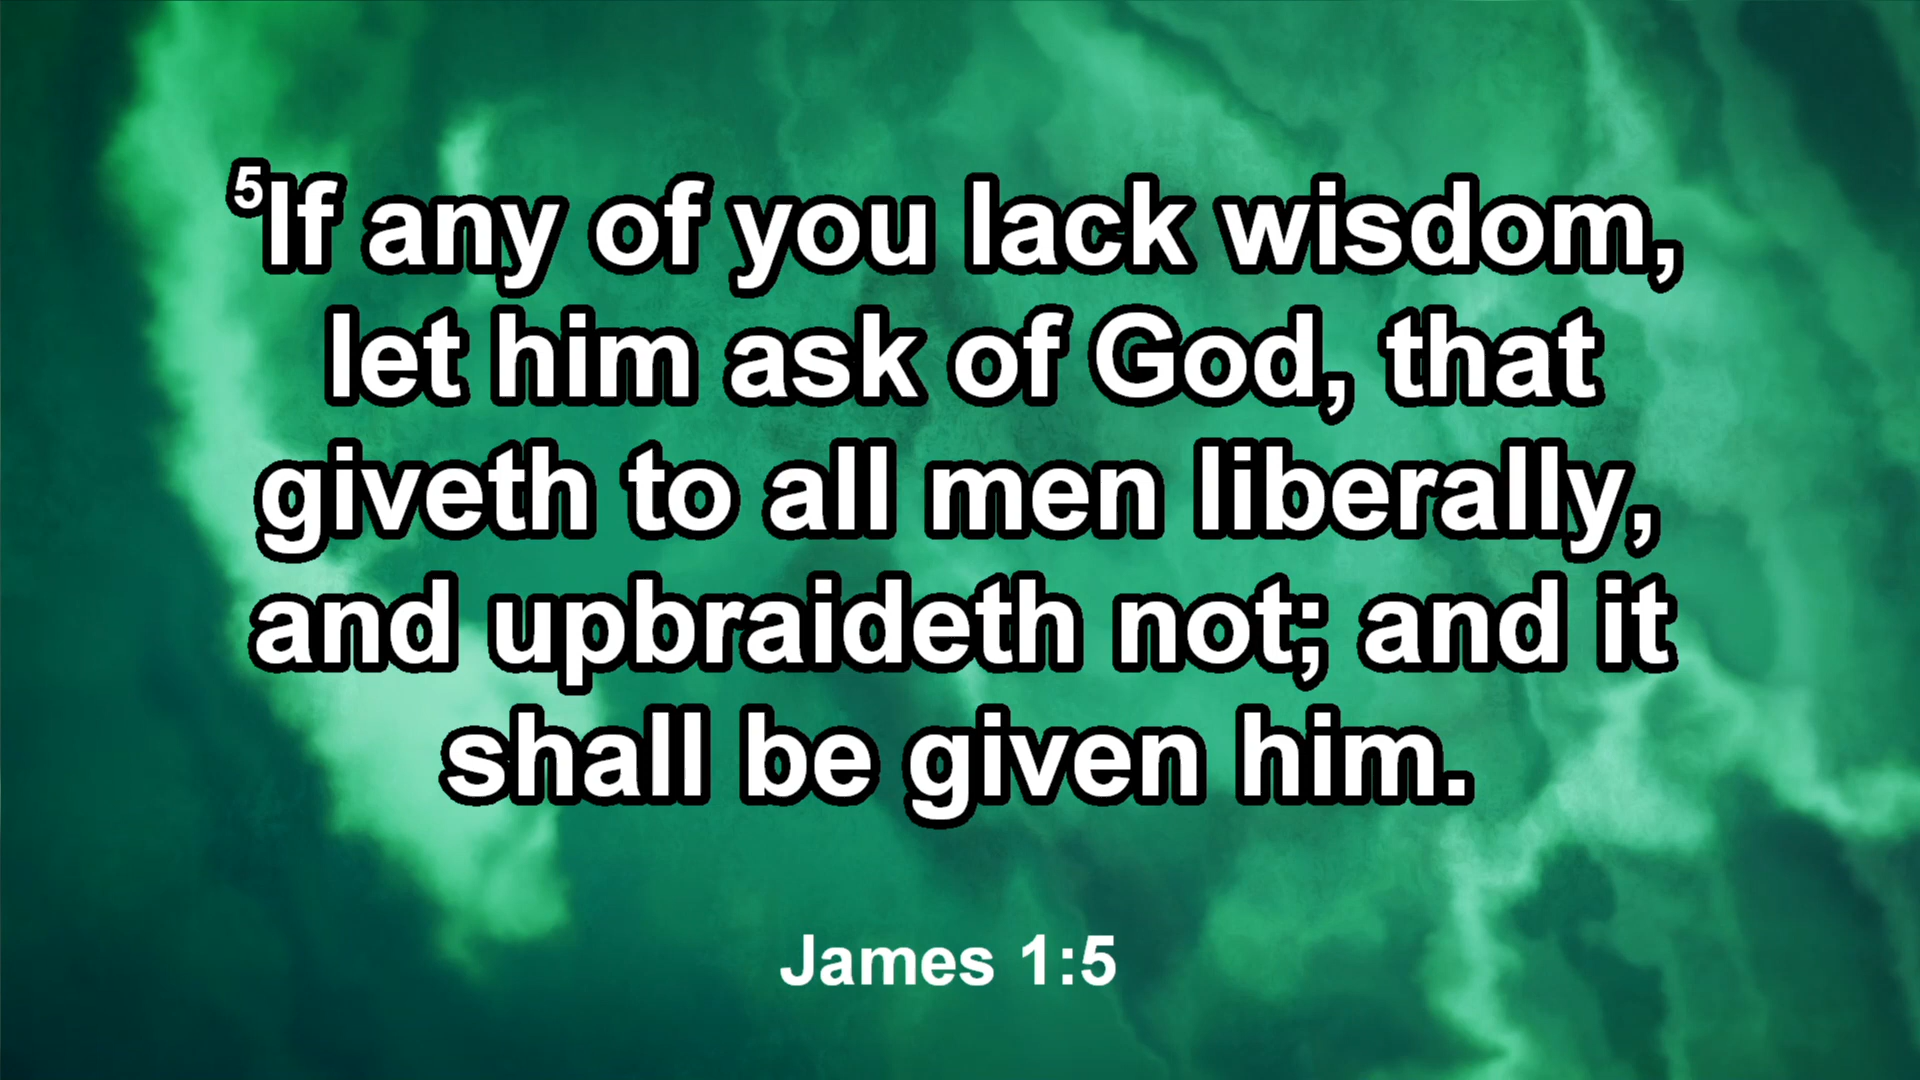 ⁵If any of you lack wisdom,
let him ask of God, that
giveth to all men liberally,
and upbraideth not; and it
shall be given him.
James 1:5